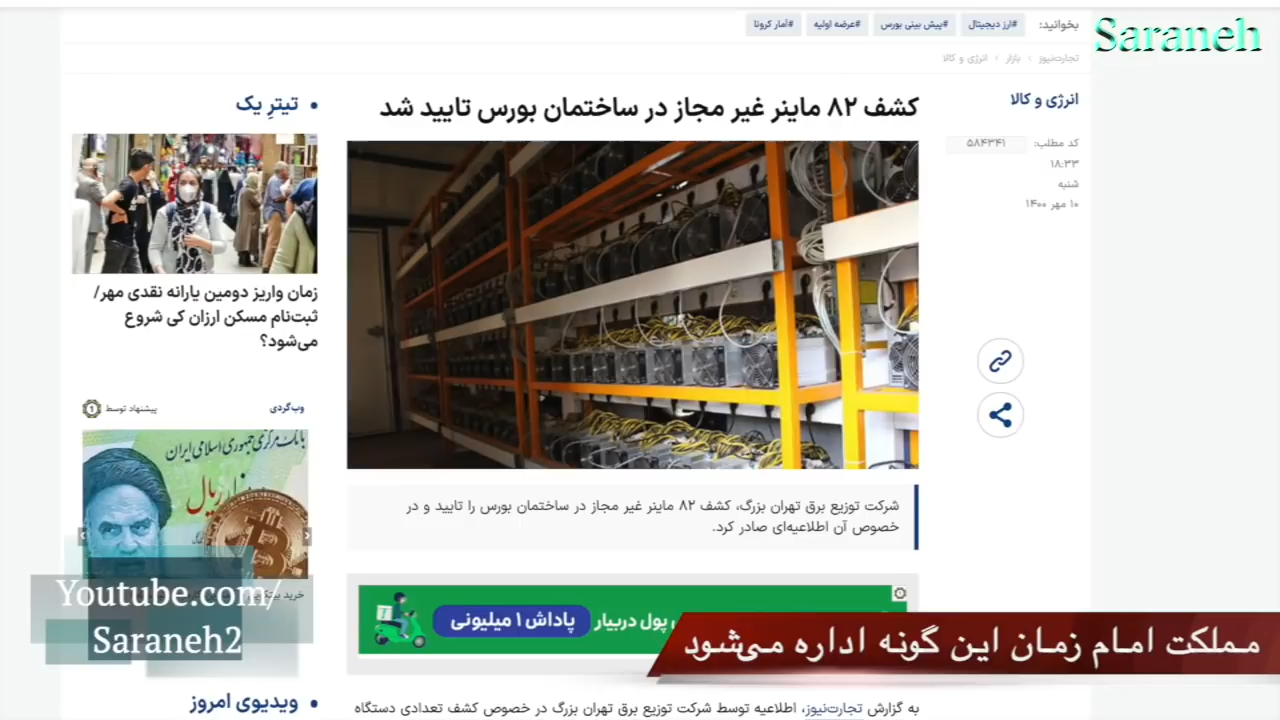 بخوانید: #ارز دیجیتال #پیش بینی بورس #عرضه اولیه #آمار کرونا
Saraneh
تجارت‌نیوز › بازار › انرژی و کالا
انرژی و کالا
کد مطلب: ۵۸۴۳۴۱
۱۸:۳۳
شنبه
۱۰ مهر ۱۴۰۰
کشف ۸۲ ماینر غیر مجاز در ساختمان بورس تایید شد
شرکت توزیع برق تهران بزرگ، کشف ۸۲ ماینر غیر مجاز در ساختمان بورس را تایید و در
خصوص آن اطلاعیه‌ای صادر کرد.
پول دربیار پاداش ۱ میلیونی
به گزارش تجارت‌نیوز، اطلاعیه توسط شرکت توزیع برق تهران بزرگ در خصوص کشف تعدادی دستگاه
تیترِ یک
زمان واریز دومین یارانه نقدی مهر/
ثبت‌نام مسکن ارزان کی شروع
می‌شود؟
وب‌گردی
پیشنهاد توسط
بانک مرکزی جمهوری اسلامی ایران
ریال
خرید
Youtube.com/
Saraneh2
ویدیوی امروز
مملکت امام زمان این گونه اداره می‌شود